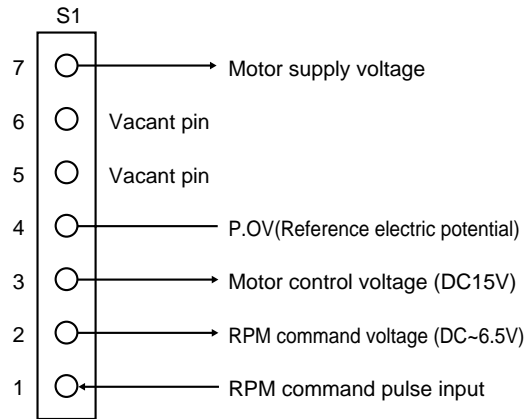 S1
7 Motor supply voltage
6 Vacant pin
5 Vacant pin
4 P.OV(Reference electric potential)
3 Motor control voltage (DC15V)
2 RPM command voltage (DC~6.5V)
1 RPM command pulse input